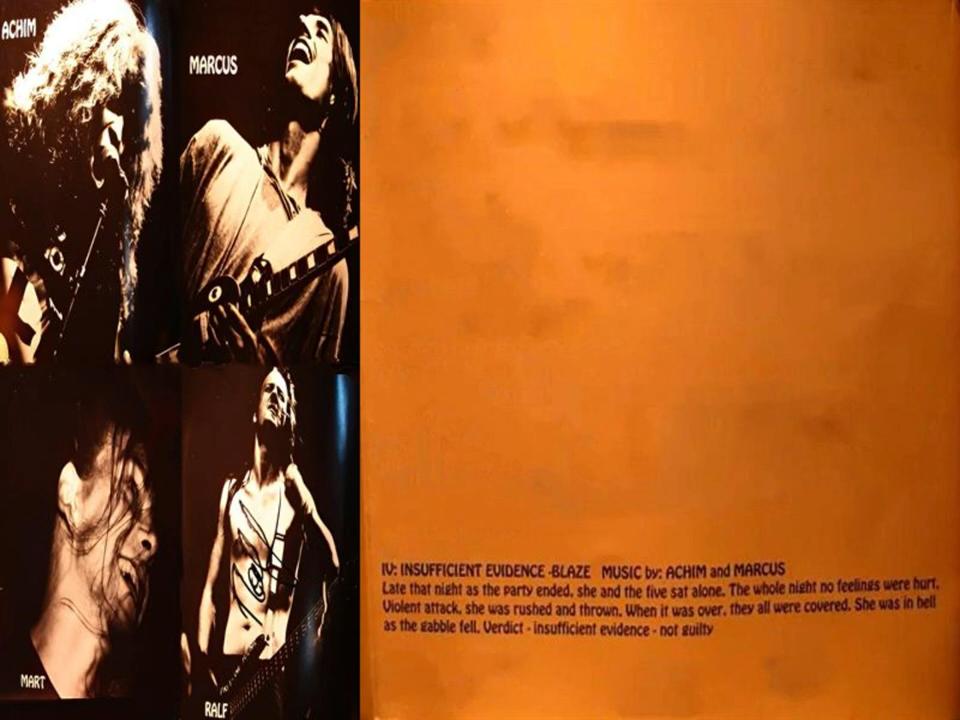 ACHIM
MARCUS
MART
RALF
IV: INSUFFICIENT EVIDENCE -BLAZE MUSIC by: ACHIM and MARCUS
Late that night as the party ended, she and the five sat alone. The whole night no feelings were hurt.
Violent attack, she was rushed and thrown. When it was over, they all were covered. She was in hell
as the gabble fell. Verdict - insufficient evidence - not guilty